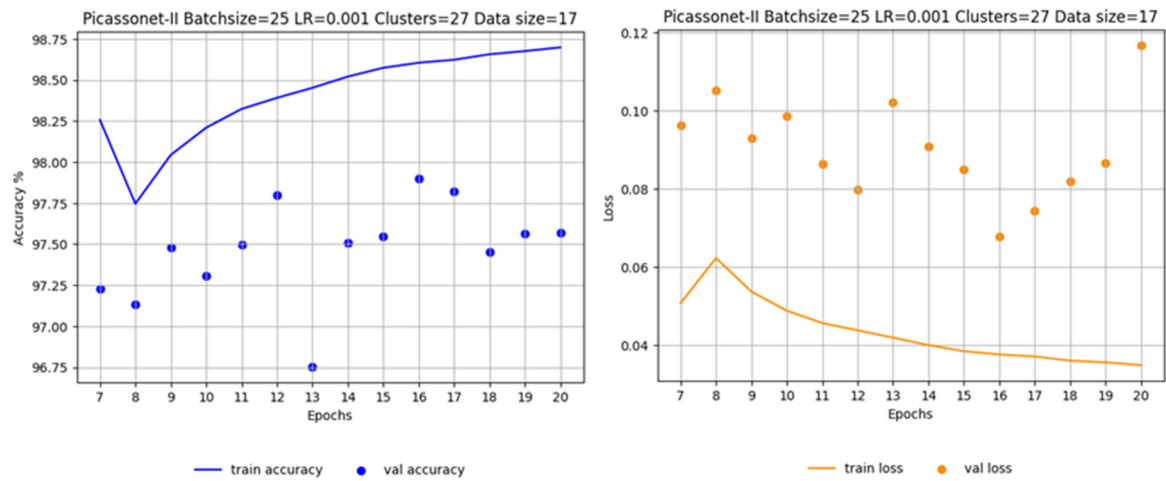 Picassonet-II Batchsize=25 LR=0.001 Clusters=27 Data size=17
98.75
98.50
98.25
98.00
97.75
97.50
97.25
97.00
96.75
Accuracy %
7 8 9 10 11 12 13 14 15 16 17 18 19 20
Epochs
train accuracy val accuracy
Picassonet-II Batchsize=25 LR=0.001 Clusters=27 Data size=17
0.12
0.10
0.08
0.06
0.04
Loss
7 8 9 10 11 12 13 14 15 16 17 18 19 20
Epochs
train loss val loss